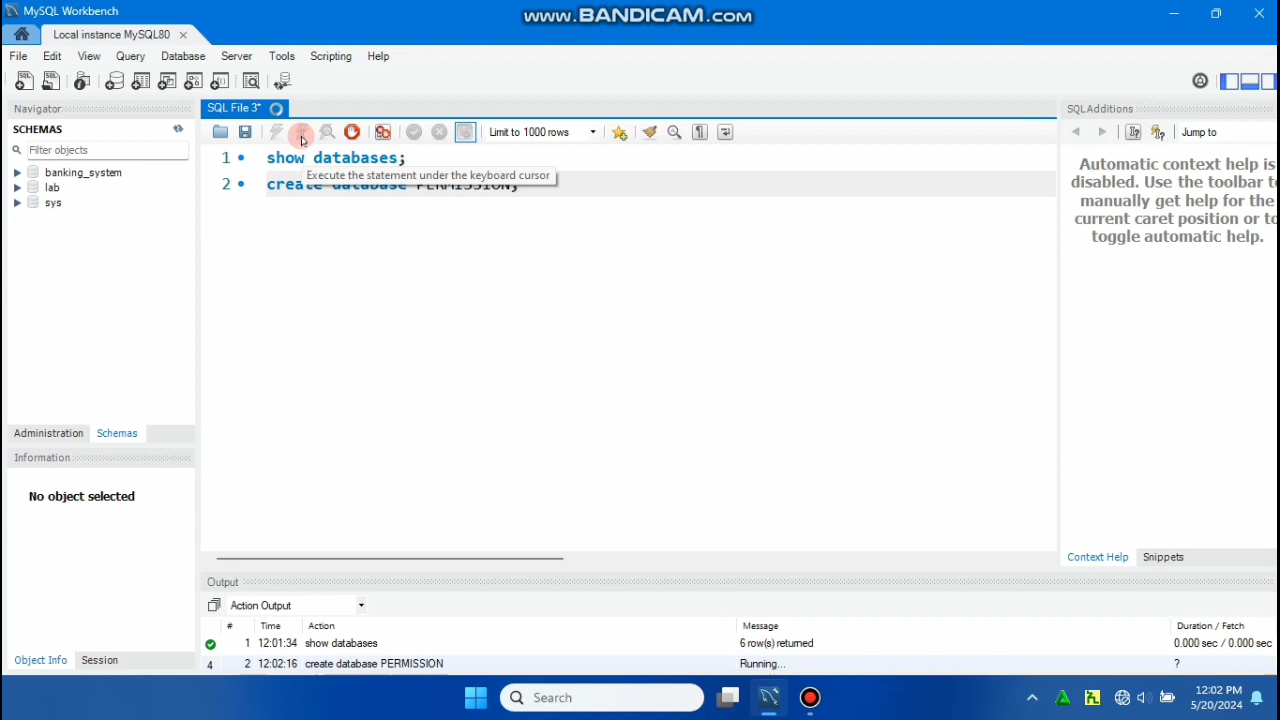 MySQL Workbench
www.BANDICAM.com
Local instance MySQL80
File Edit View Query Database Server Tools Scripting Help
Navigator
SCHEMAS
Filter objects
banking_system
lab
sys
Administration Schemas
Information
No object selected
Object Info Session
SQL File 3*
Limit to 1000 rows
1 show databases;
Execute the statement under the keyboard cursor
2 create database PERMISSION;
SQLAdditions
Jump to
Automatic context help is
disabled. Use the toolbar to
manually get help for the
current caret position or to
toggle automatic help.
Context Help Snippets
Output
Action Output
# Time Action Message Duration / Fetch
1 12:01:34 show databases 6 row(s) returned 0.000 sec / 0.000 sec
4 2 12:02:16 create database PERMISSION Running... ?
Search
12:02 PM
5/20/2024